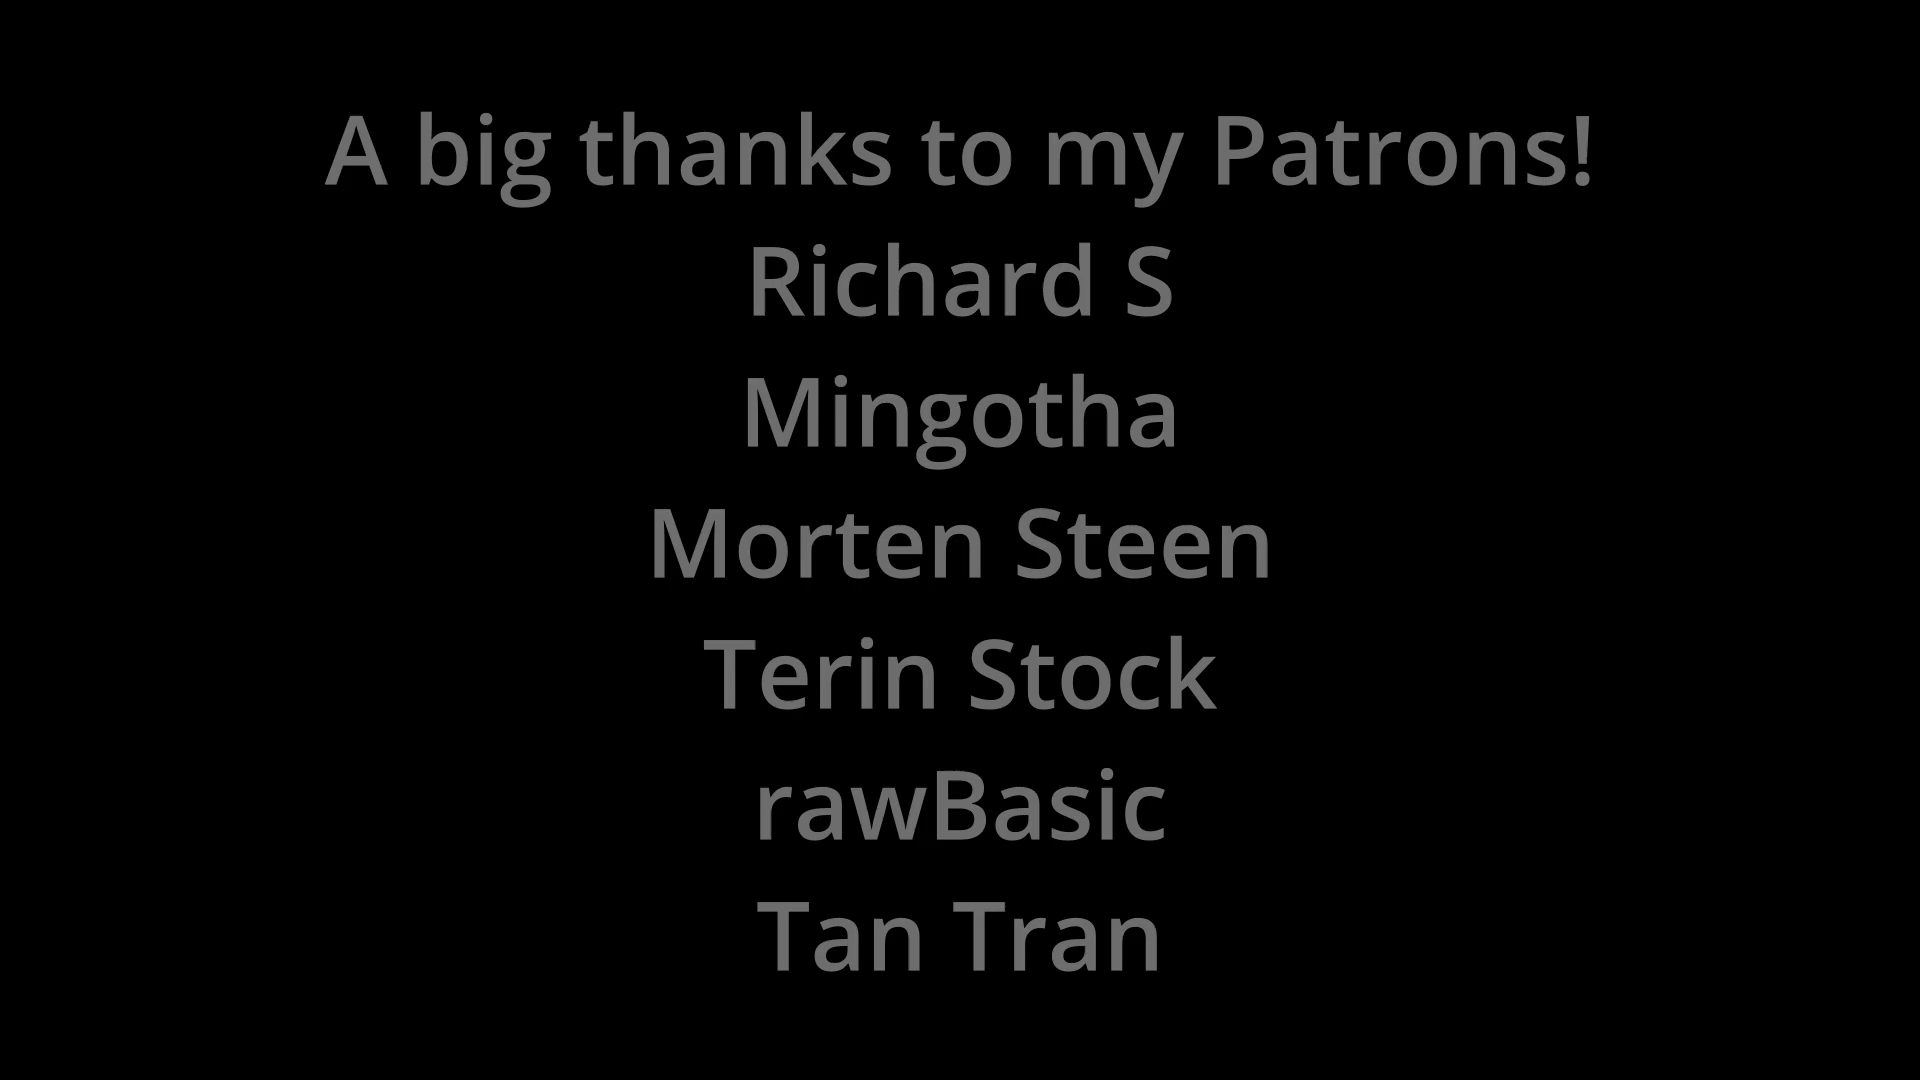 A big thanks to my Patrons!
Richard S
Mingotha
Morten Steen
Terin Stock
rawBasic
Tan Tran